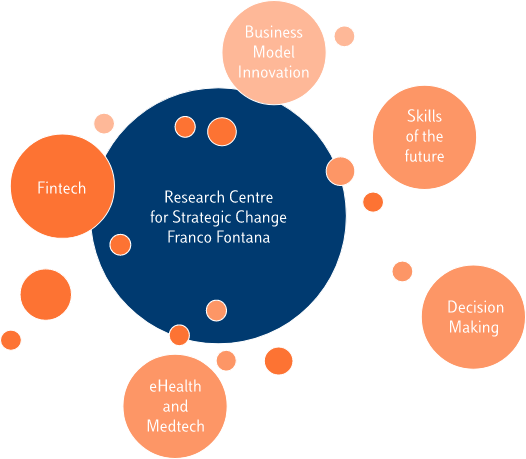 Business
Model
Innovation
Skills
of the
future
Fintech
Research Centre
for Strategic Change
Franco Fontana
Decision
Making
eHealth
and
Medtech